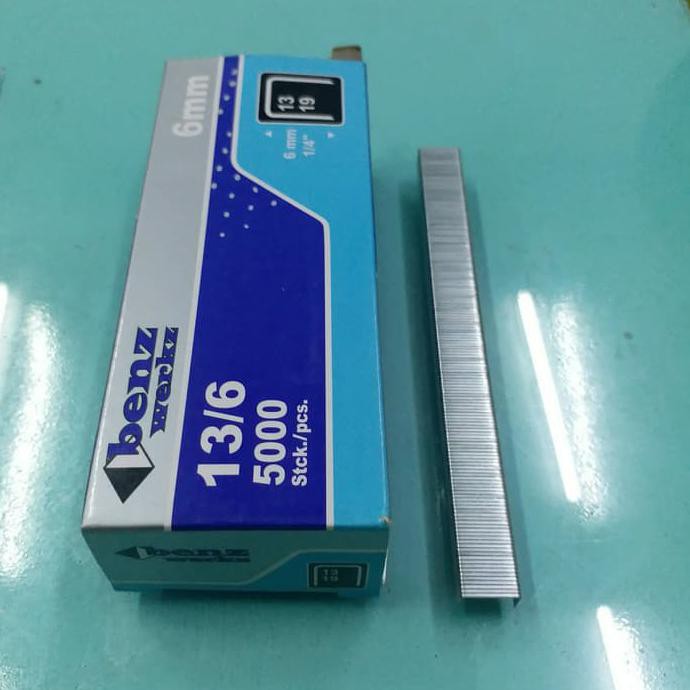 6mm
13
19
6 mm
1/4"
benz
werkz
13/6
5000
Stck./pcs.
benz
werkz
13
19